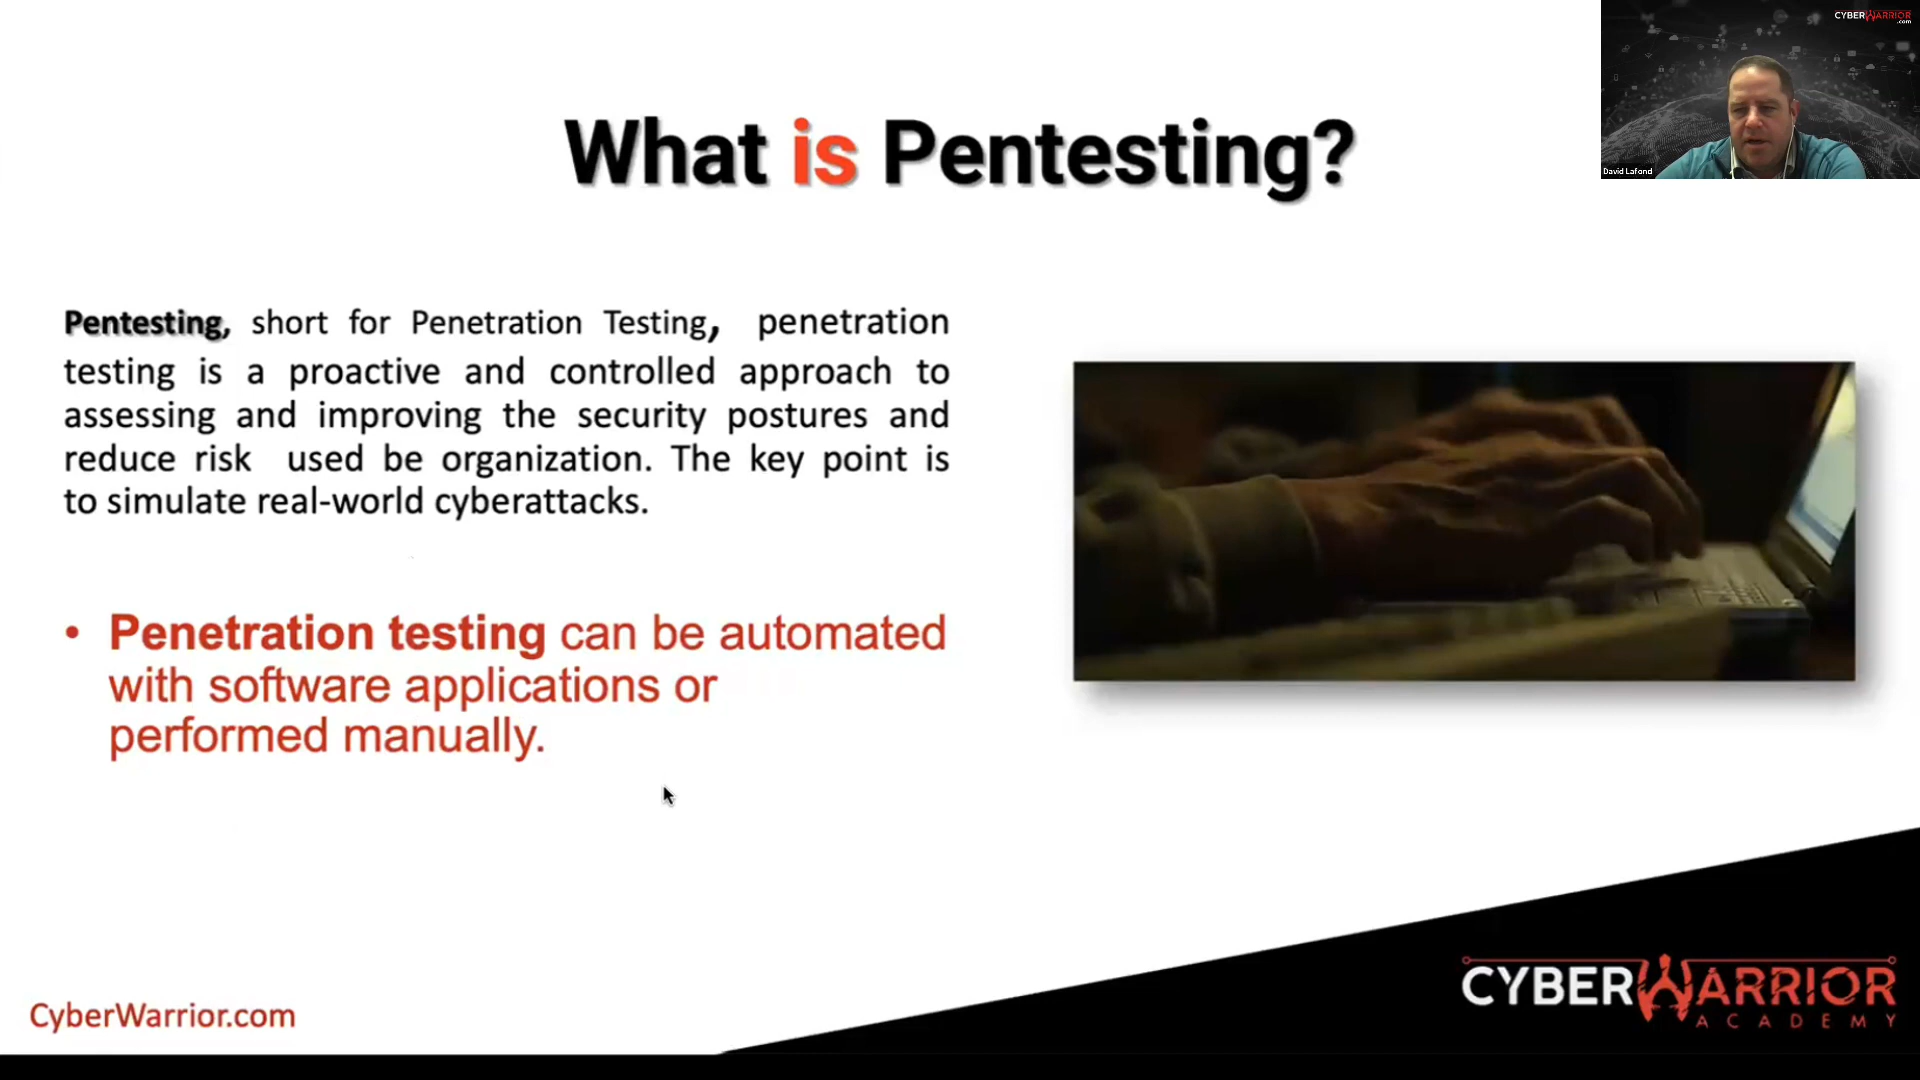 CYBERWARRIOR
.com
David Lafond
What is Pentesting?
Pentesting, short for Penetration Testing, penetration
testing is a proactive and controlled approach to
assessing and improving the security postures and
reduce risk used be organization. The key point is
to simulate real-world cyberattacks.
• Penetration testing can be automated
with software applications or
performed manually.
CyberWarrior.com
CYBERWARRIOR
ACADEMY